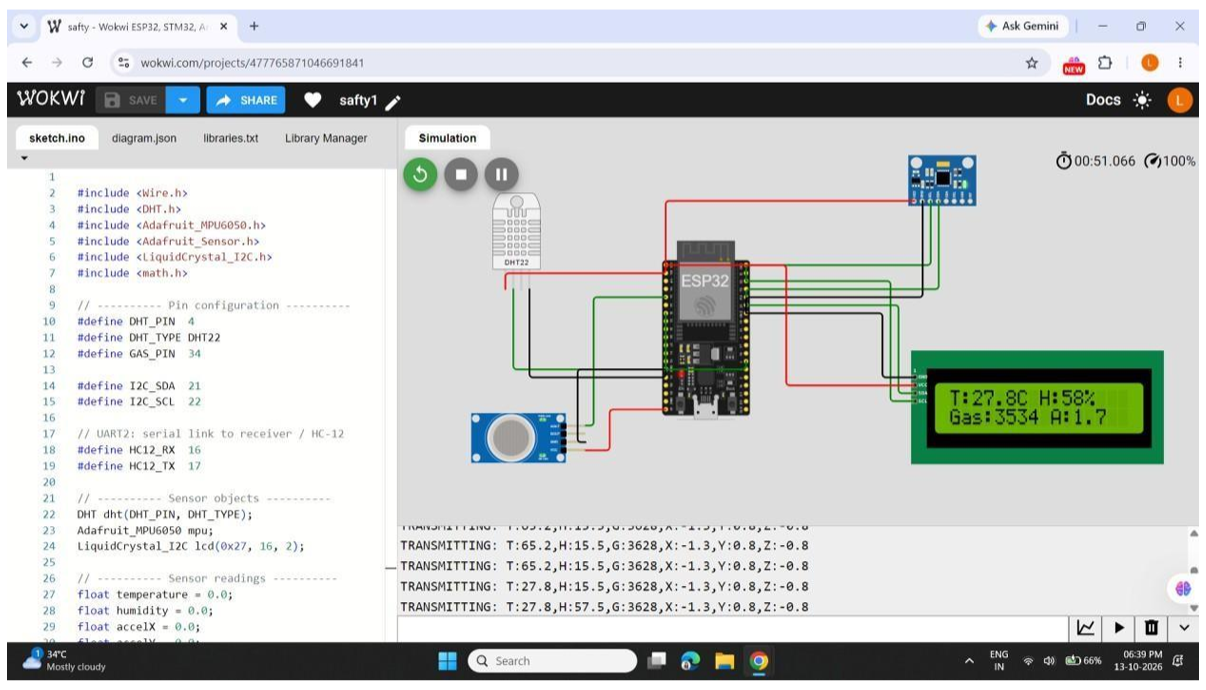 safty - Wokwi ESP32, STM32, A
Ask Gemini
wokwi.com/projects/477765871046691841
NEW
L
WOKWI
SAVE
SHARE
safty1
Docs
L
sketch.ino
diagram.json
libraries.txt
Library Manager
Simulation
00:51.066
100%
1
2 #include <Wire.h>
3 #include <DHT.h>
4 #include <Adafruit_MPU6050.h>
5 #include <Adafruit_Sensor.h>
6 #include <LiquidCrystal_I2C.h>
7 #include <math.h>
8
9 // ---------- Pin configuration ----------
10 #define DHT_PIN 4
11 #define DHT_TYPE DHT22
12 #define GAS_PIN 34
13
14 #define I2C_SDA 21
15 #define I2C_SCL 22
16
17 // UART2: serial link to receiver / HC-12
18 #define HC12_RX 16
19 #define HC12_TX 17
20
21 // ---------- Sensor objects ----------
22 DHT dht(DHT_PIN, DHT_TYPE);
23 Adafruit_MPU6050 mpu;
24 LiquidCrystal_I2C lcd(0x27, 16, 2);
25
26 // ---------- Sensor readings ----------
27 float temperature = 0.0;
28 float humidity = 0.0;
29 float accelX = 0.0;
DHT22
ESP32
T:27.8C H:58%
Gas:3534 A:1.7
TRANSMITTING: T:65.2,H:15.5,G:3628,X:-1.3,Y:0.8,Z:-0.8
TRANSMITTING: T:65.2,H:15.5,G:3628,X:-1.3,Y:0.8,Z:-0.8
TRANSMITTING: T:27.8,H:15.5,G:3628,X:-1.3,Y:0.8,Z:-0.8
TRANSMITTING: T:27.8,H:57.5,G:3628,X:-1.3,Y:0.8,Z:-0.8
1
34°C
Mostly cloudy
Search
ENG
IN
66%
06:39 PM
13-10-2026